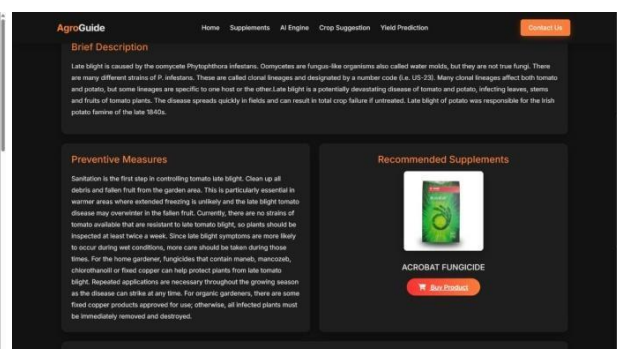 AgroGuide
Home Supplements AI Engine Crop Suggestion Yield Prediction
Contact Us
Brief Description
Late blight is caused by the oomycete Phytophthora infestans. Oomycetes are fungus-like organisms also called water molds, but they are not true fungi. There
are many different strains of P. infestans. These are called clonal lineages and designated by a number code (i.e. US-23). Many clonal lineages affect both tomato
and potato, but some lineages are specific to one host or the other.Late blight is a potentially devastating disease of tomato and potato, infecting leaves, stems
and fruits of tomato plants. The disease spreads quickly in fields and can result in total crop failure if untreated. Late blight of potato was responsible for the Irish
potato famine of the late 1840s.
Preventive Measures
Sanitation is the first step in controlling tomato late blight. Clean up all
debris and fallen fruit from the garden area. This is particularly essential in
warmer areas where extended freezing is unlikely and the late blight tomato
disease may overwinter in the fallen fruit. Currently, there are no strains of
tomato available that are resistant to late tomato blight, so plants should be
inspected at least twice a week. Since late blight symptoms are more likely
to occur during wet conditions, more care should be taken during those
times. For the home gardener, fungicides that contain maneb, mancozeb,
chlorothanolil or fixed copper can help protect plants from late tomato
blight. Repeated applications are necessary throughout the growing season
as the disease can strike at any time. For organic gardeners, there are some
fixed copper products approved for use; otherwise, all infected plants must
be immediately removed and destroyed.
Recommended Supplements
ACROBAT FUNGICIDE
Buy Product